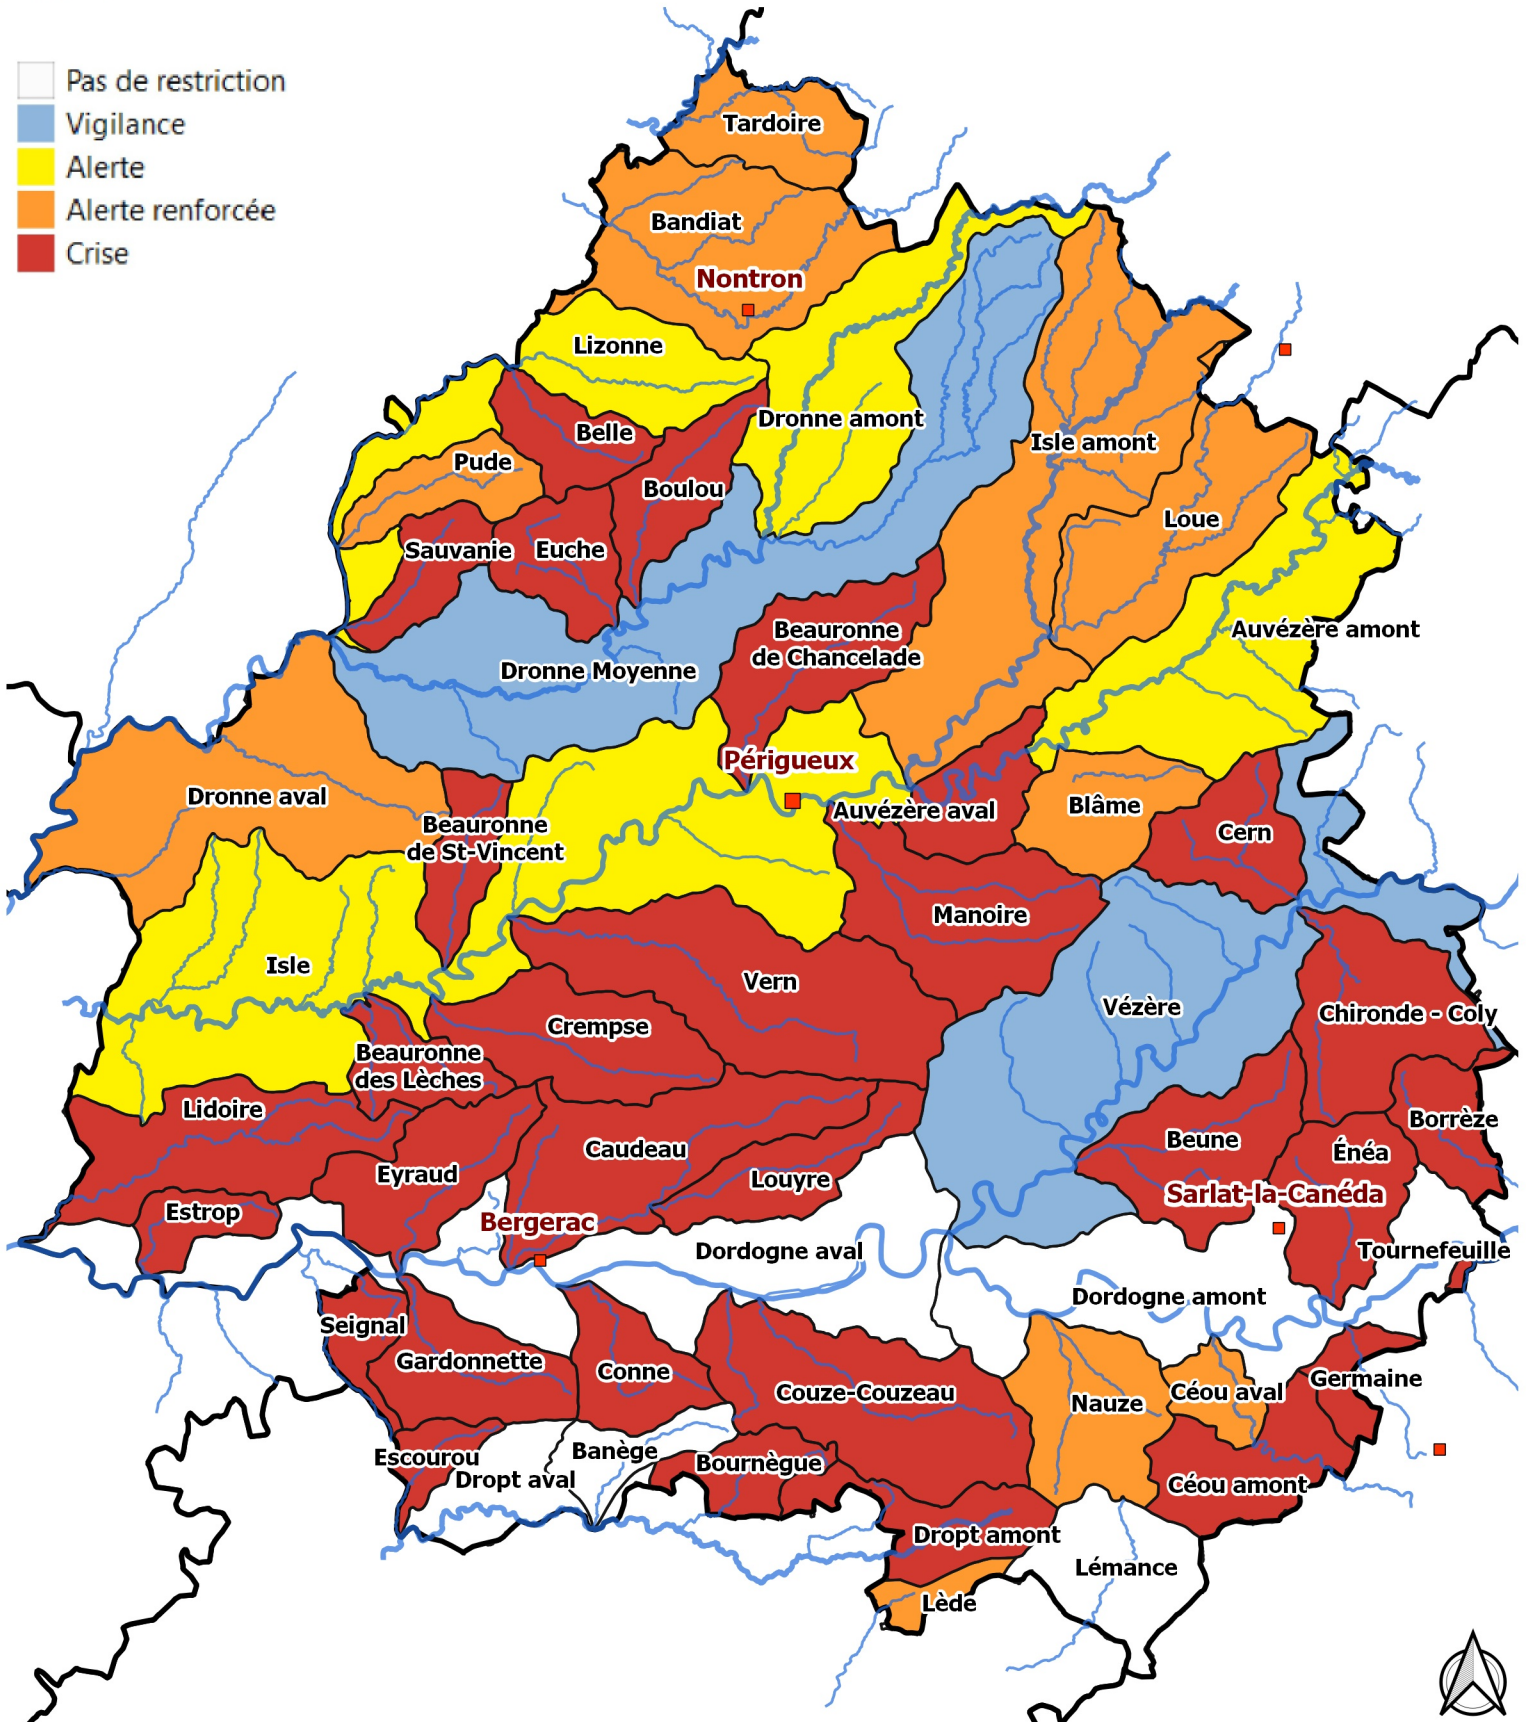 Pas de restriction
Vigilance
Alerte
Alerte renforcée
Crise
Tardoire
Bandiat
Nontron
Lizonne
Dronne amont
Belle
Isle amont
Pude
Boulou
Loue
Sauvanie
Euche
Auvézère amont
Beauronne
de Chancelade
Dronne Moyenne
Périgueux
Dronne aval
Blâme
Auvézère aval
Beauronne
de St-Vincent
Cern
Manoire
Isle
Vern
Vézère
Chironde - Coly
Crempse
Beauronne
des Lèches
Lidoire
Borrèze
Beune
Caudeau
Énéa
Eyraud
Louyre
Sarlat-la-Canéda
Estrop
Bergerac
Dordogne aval
Tournefeuille
Dordogne amont
Seignal
Gardonnette
Conne
Germaine
Couze-Couzeau
Céou aval
Nauze
Banège
Escourou
Bournègue
Dropt aval
Céou amont
Dropt amont
Lémance
Lède